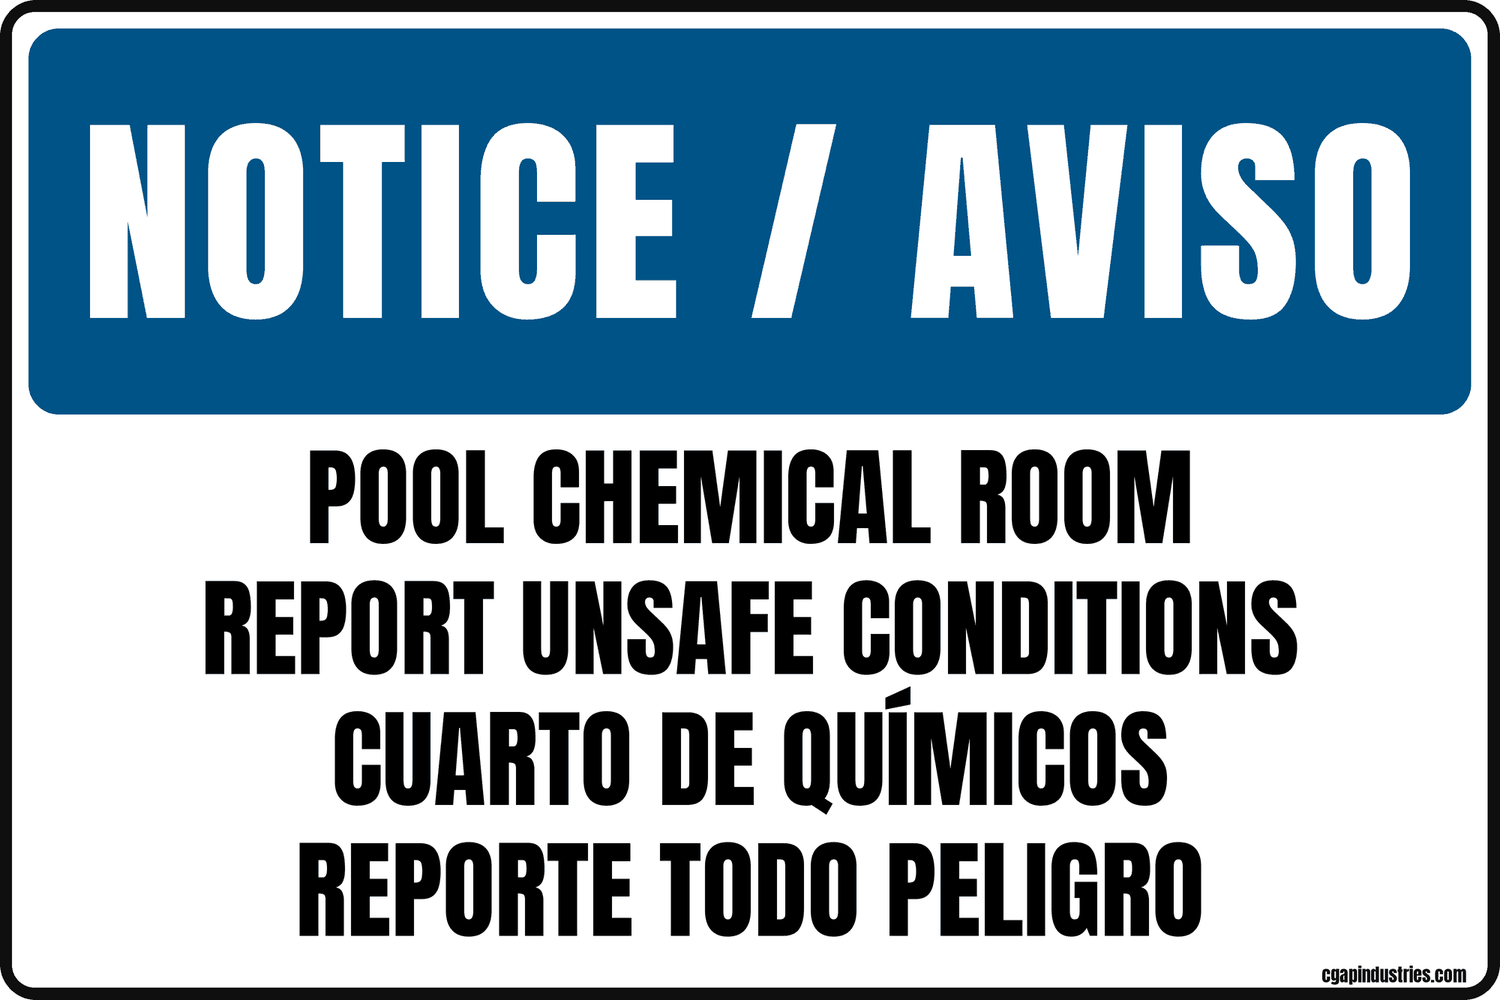 NOTICE / AVISO
POOL CHEMICAL ROOM
REPORT UNSAFE CONDITIONS
CUARTO DE QUÍMICOS
REPORTE TODO PELIGRO
cgapindustries.com